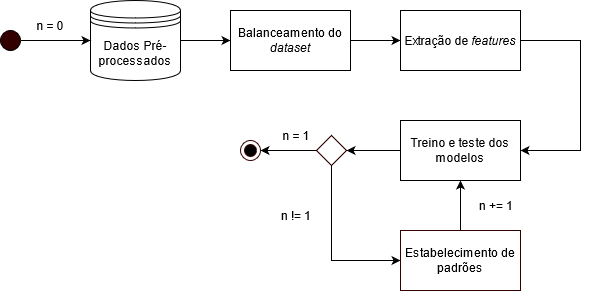 n = 0
Dados Pré-
processados
Balanceamento do
dataset
Extração de features
n = 1
Treino e teste dos
modelos
n != 1
n += 1
Estabelecimento de
padrões